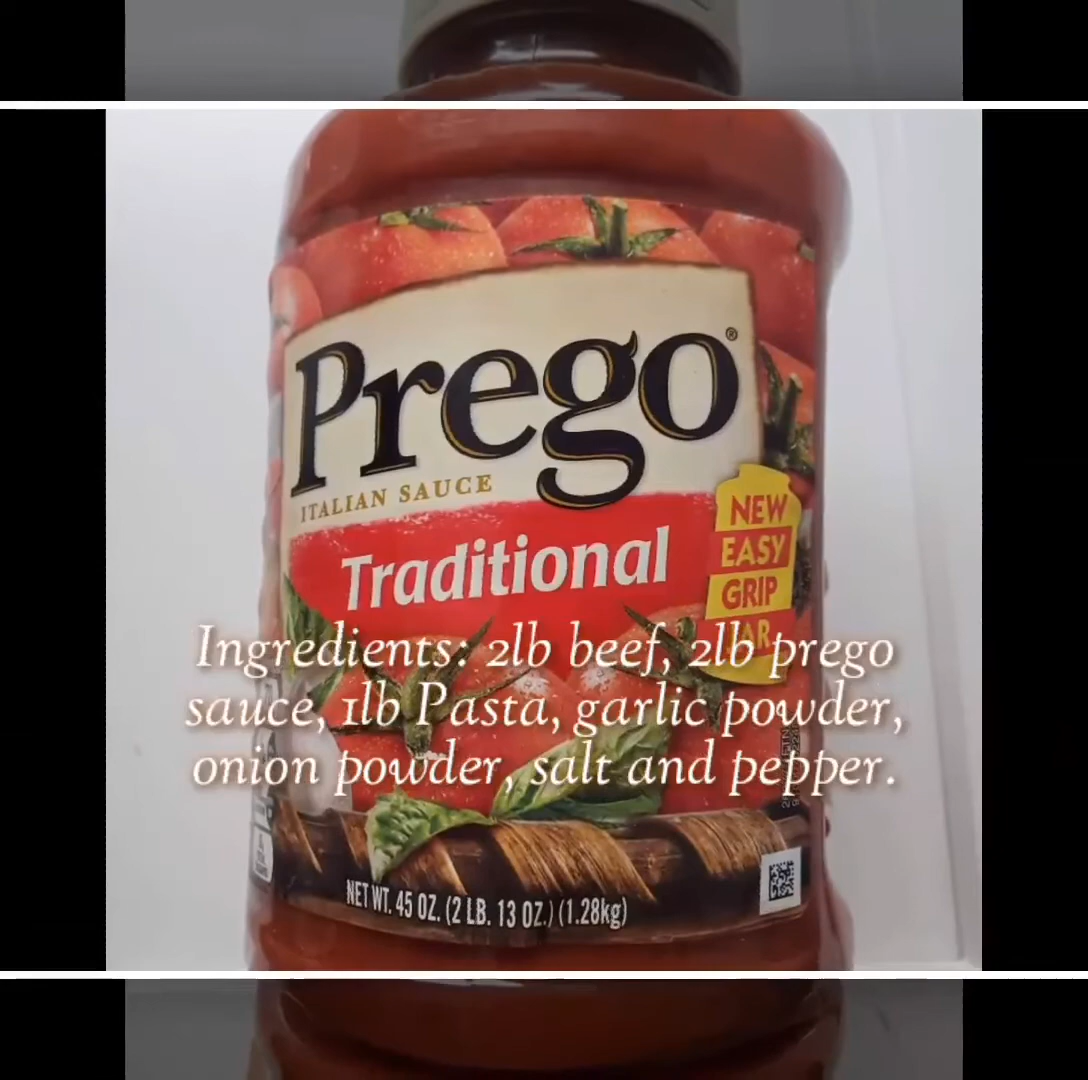 Prego®
ITALIAN SAUCE
Traditional
NEW
EASY
GRIP
JAR
Ingredients: 2lb beef, 2lb prego
sauce, 1lb Pasta, garlic powder,
onion powder, salt and pepper.
NET WT. 45 OZ. (2 LB. 13 OZ.) (1.28kg)